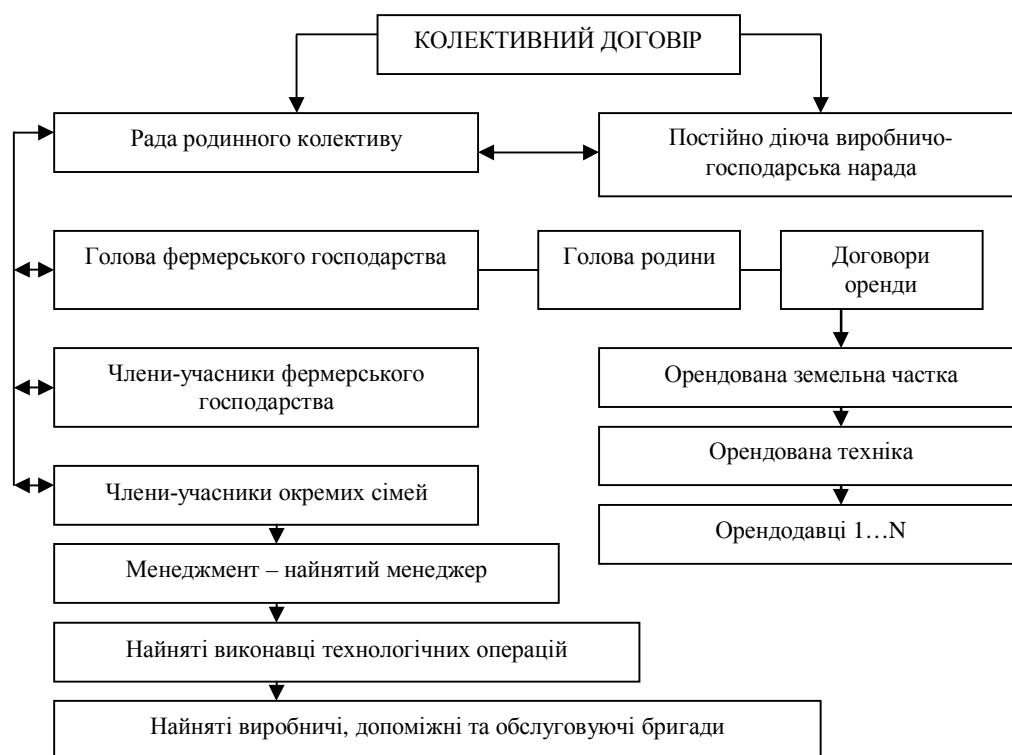 КОЛЕКТИВНИЙ ДОГОВІР
Рада родинного колективу
Постійно діюча виробничо-
господарська нарада
Голова фермерського господарства
Голова родини
Договори
оренди
Члени-учасники фермерського
господарства
Орендована земельна частка
Орендована техніка
Члени-учасники окремих сімей
Орендодавці 1…N
Менеджмент – найнятий менеджер
Найняті виконавці технологічних операцій
Найняті виробничі, допоміжні та обслуговуючі бригади